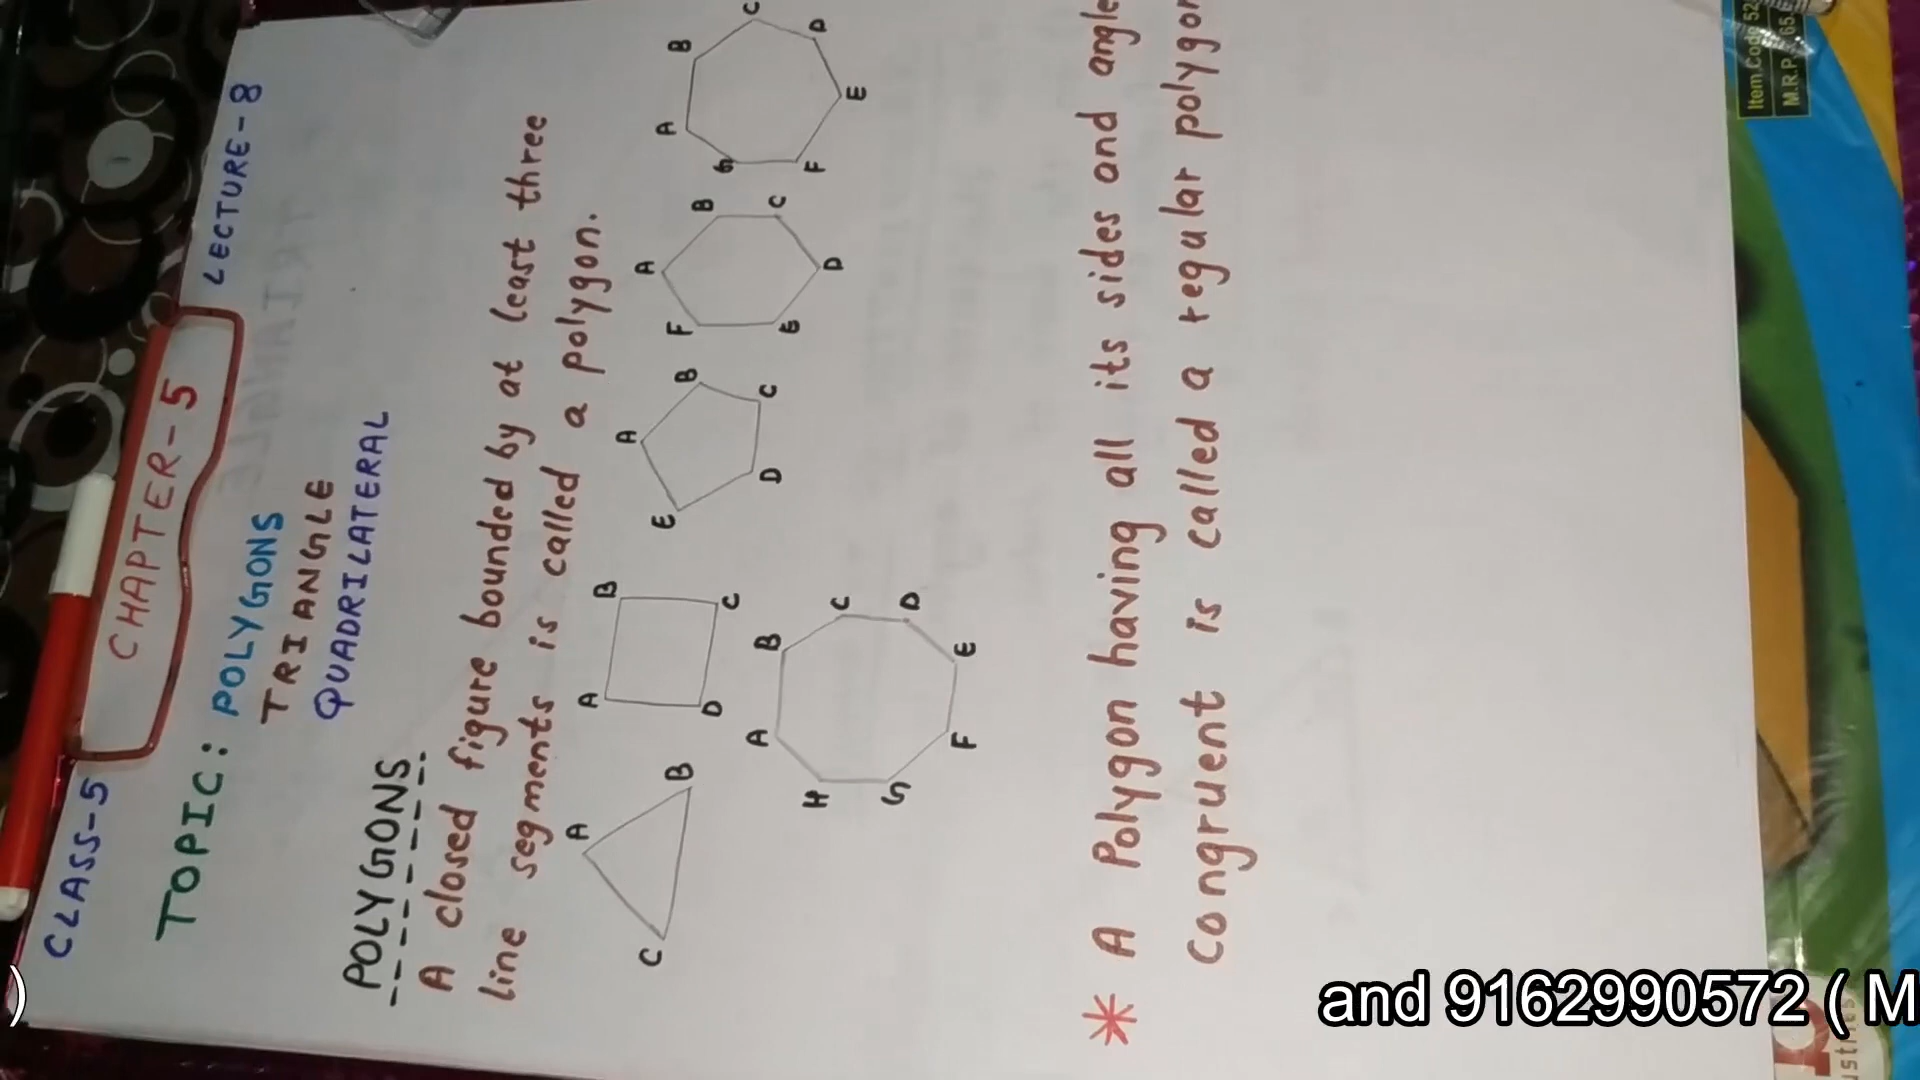 CLASS-5
CHAPTER-5
LECTURE-8
TOPIC: POLYGONS
TRIANGLE
QUADRILATERAL
POLYGONS
A closed figure bounded by at least three
line segments is called a polygon.
A
B
C
A
B
C
D
A
B
C
D
E
A
B
C
D
E
F
A
B
C
D
E
F
G
A
B
C
D
E
F
G
H
* A Polygon having all its sides and angle
Congruent is called a regular polygon
Item Code 52
M.R.P. 65.
) and 9162990572 ( M